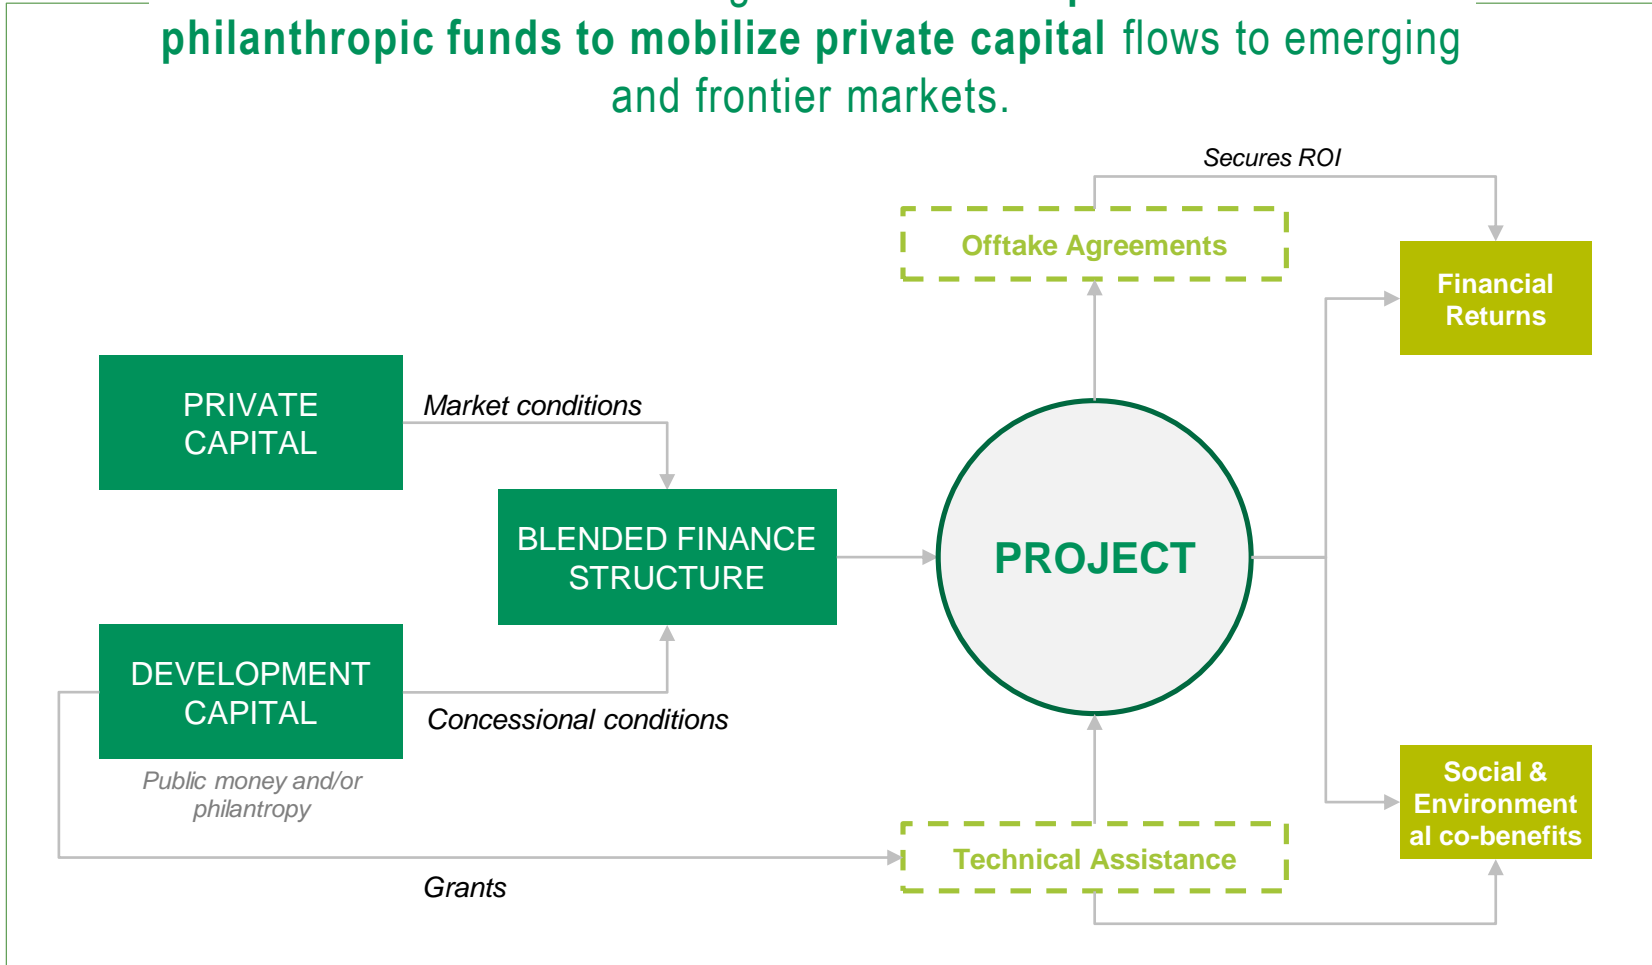 philanthropic funds to mobilize private capital flows to emerging
and frontier markets.
Secures ROI
Offtake Agreements
Financial
Returns
PRIVATE
CAPITAL
Market conditions
BLENDED FINANCE
STRUCTURE
PROJECT
DEVELOPMENT
CAPITAL
Concessional conditions
Public money and/or
philantropy
Social &
Environment
al co-benefits
Technical Assistance
Grants